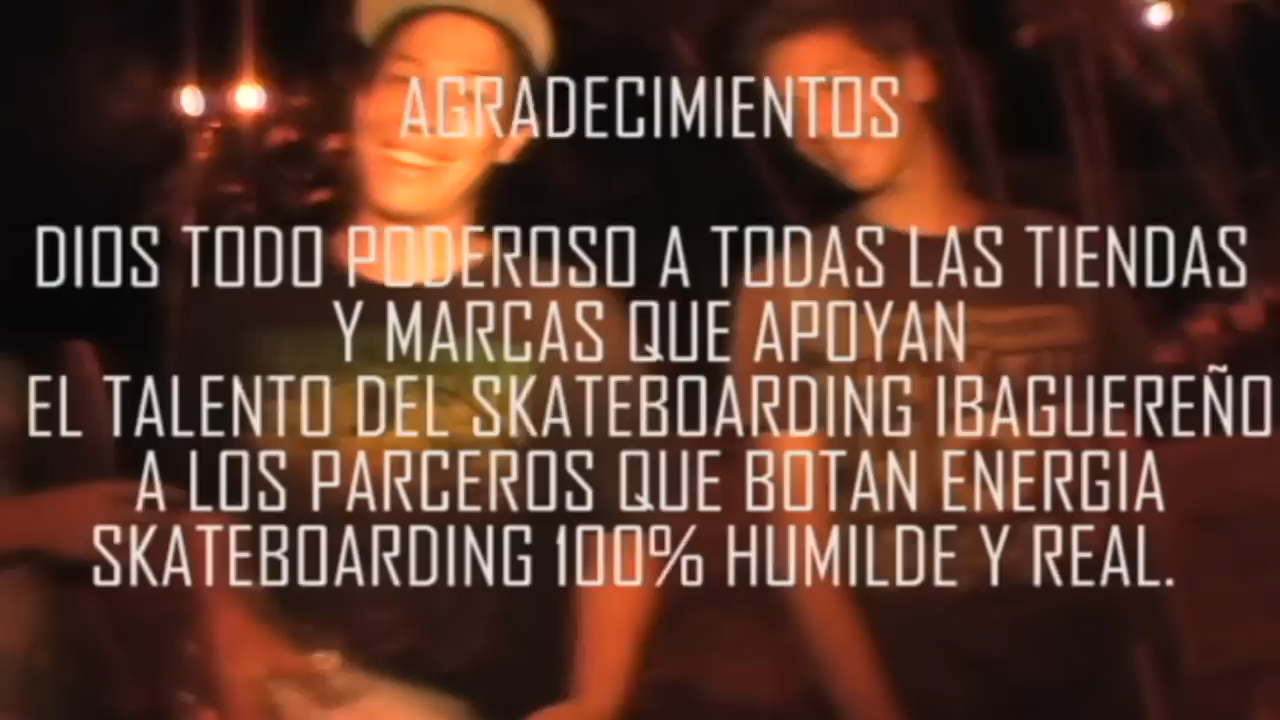 AGRADECIMIENTOS
DIOS TODO PODEROSO A TODAS LAS TIENDAS
Y MARCAS QUE APOYAN
EL TALENTO DEL SKATEBOARDING IBAGUEREÑO
A LOS PARCEROS QUE BOTAN ENERGIA
SKATEBOARDING 100% HUMILDE Y REAL.